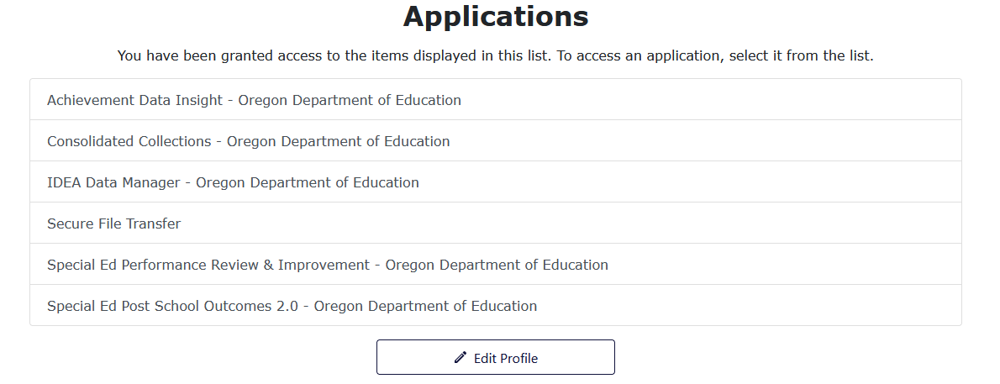 Applications
You have been granted access to the items displayed in this list. To access an application, select it from the list.
Achievement Data Insight - Oregon Department of Education
Consolidated Collections - Oregon Department of Education
IDEA Data Manager - Oregon Department of Education
Secure File Transfer
Special Ed Performance Review & Improvement - Oregon Department of Education
Special Ed Post School Outcomes 2.0 - Oregon Department of Education
Edit Profile